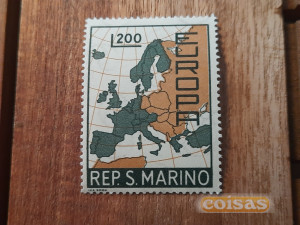 L.200
EUROPA
REP. S. MARINO
coisas